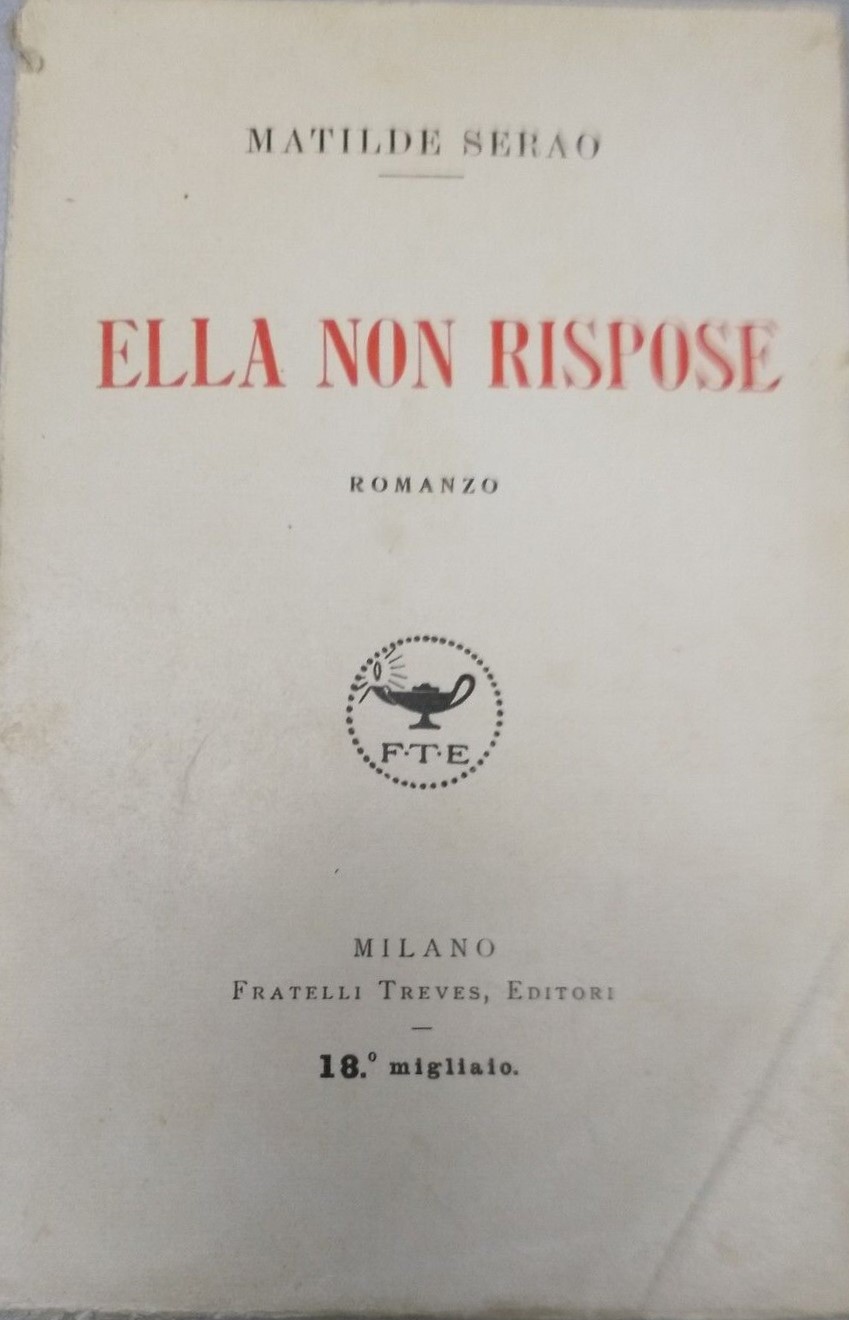 MATILDE SERAO
ELLA NON RISPOSE
ROMANZO
F·T·E
MILANO
FRATELLI TREVES, EDITORI
18.º migliaio.